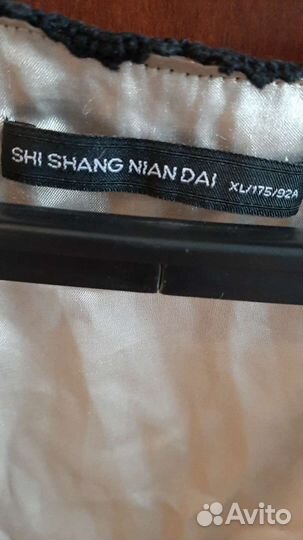 SHI SHANG NIAN DAI XL/175/92A
Avito